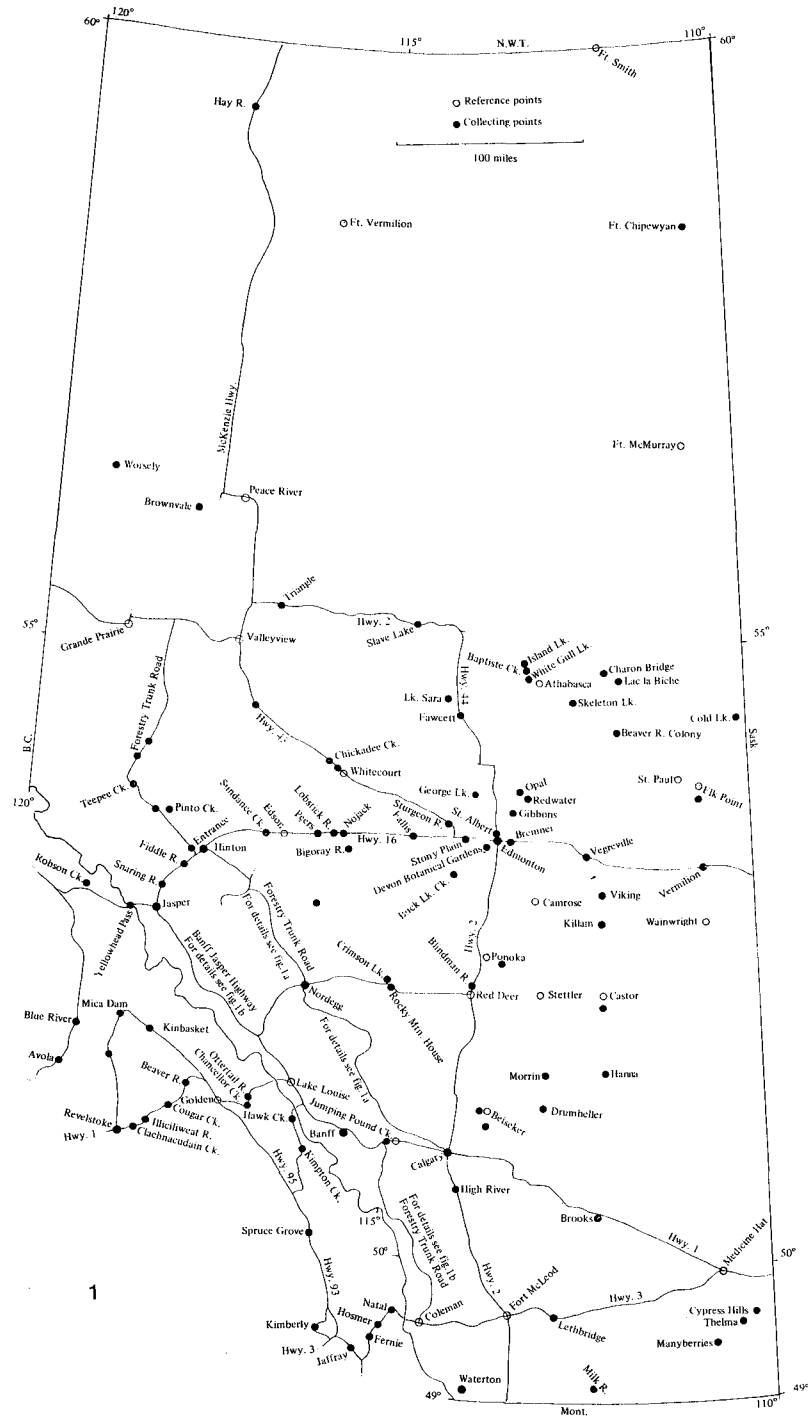 60°
120°
115°
N.W.T.
110°
60°
Ft. Smith
Hay R.
Reference points
Collecting points
100 miles
Ft. Vermilion
Ft. Chipewyan
McKenzie Hwy.
Ft. McMurray
Worsely
Peace River
Brownvale
Triangle
Hwy. 2
Slave Lake
55°
Grande Prairie
Valleyview
55°
Island Lk.
Baptiste Ck.
White Gull Lk.
Athabasca
Charon Bridge
Lac la Biche
Forestry Trunk Road
Hwy. 44
Lk. Sara
Fawcett
Skeleton Lk.
Cold Lk.
Hwy. 43
Beaver R. Colony
B.C.
Sask
Chickadee Ck.
Whitecourt
St. Paul
Elk Point
120°
Teepee Ck.
Pinto Ck.
George Lk.
Opal
Redwater
Gibbons
Sandance Ck.
Edson
Peers
Lobstick R.
Nojack
Fallis
Sturgeon R.
St. Albert
Bremner
Entrance
Hwy. 16
Vegreville
Fiddle R.
Hinton
Bigoray R.
Stony Plain
Edmonton
Devon Botanical Gardens
Vermilion
Robson Ck.
Snaring R.
Buck Lk. Ck.
Camrose
Viking
Jasper
Yellowhead Pass
Killam
Wainwright
Forestry Trunk Road
For details see fig.1a
Hwy. 2
Banff Jasper Highway
For details see fig.1b
Crimson Lk.
Blindman R.
Ponoka
Nordegg
Rocky Mtn. House
Red Deer
Stettler
Castor
Mica Dam
Blue River
Kinbasket
For details see fig.1a
Avola
Beaver R.
Ottertail R.
Chancellor Ck.
Lake Louise
Morrin
Hanna
Golden
Hawk Ck.
Jumping Pound Ck.
Beiseker
Drumheller
Revelstoke
Cougar Ck.
Banff
Hwy. 1
Illiciliweat R.
Clachnacudain Ck.
Calgary
Kimpton Ck.
Hwy. 95
High River
115°
For details see fig.1b
Forestry Trunk Road
Brooks
Spruce Grove
Hwy. 1
Medicine Hat
50°
50°
1
Hwy. 93
Hwy. 2
Fort McLeod
Hwy. 3
Natal
Coleman
Cypress Hills
Kimberly
Hosmer
Lethbridge
Thelma
Fernie
Hwy. 3
Jaffray
Manyberries
Waterton
Milk R.
49°
49°
Mont.
110°